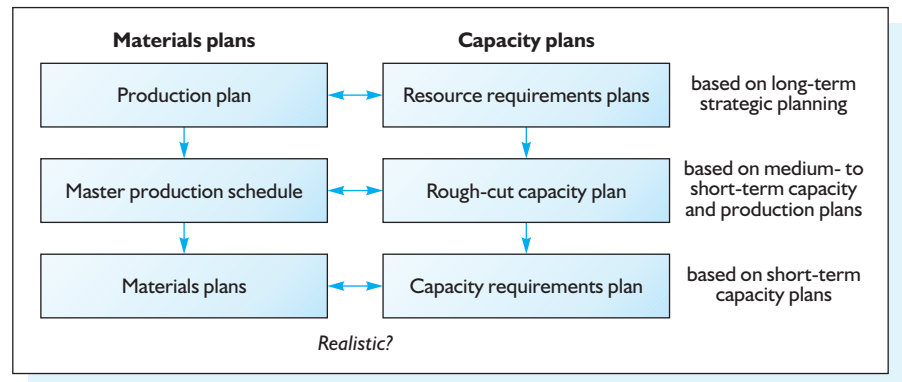 Materials plans
Capacity plans
Production plan
Resource requirements plans
based on long-term
strategic planning
Master production schedule
Rough-cut capacity plan
based on medium- to
short-term capacity
and production plans
Materials plans
Capacity requirements plan
based on short-term
capacity plans
Realistic?